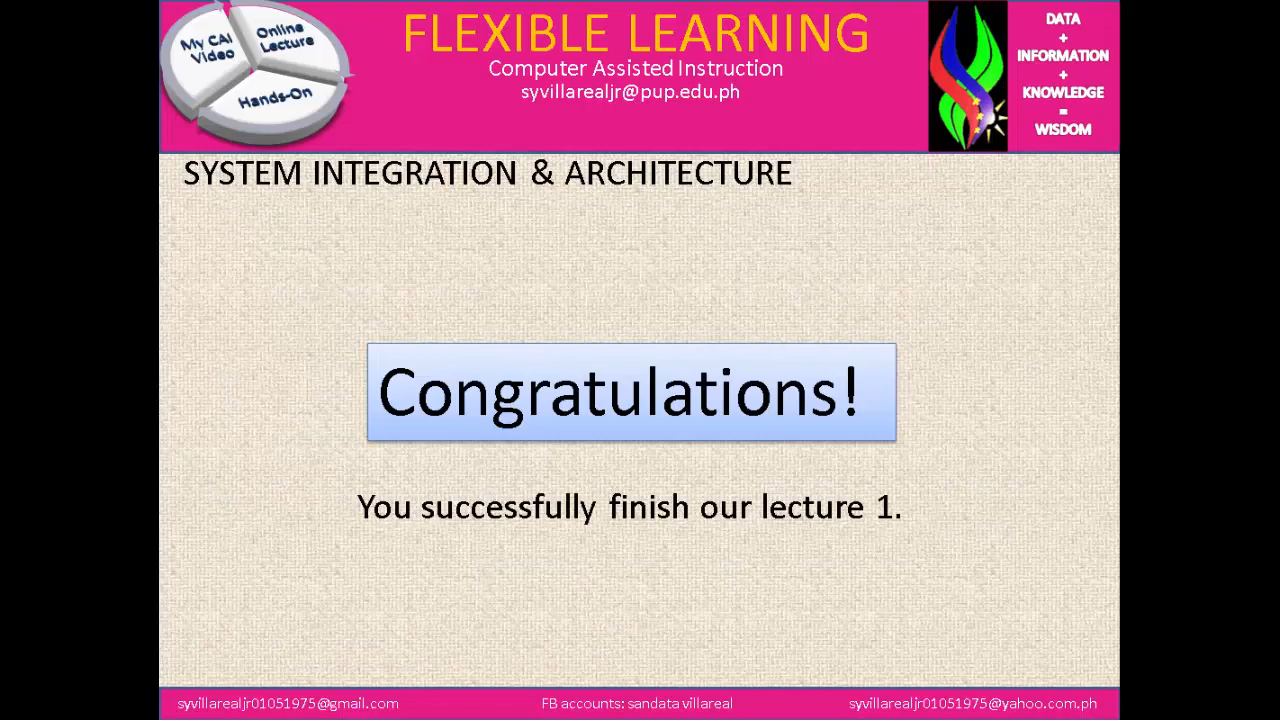 My CAI
Video
Online
Lecture
Hands-On
FLEXIBLE LEARNING
Computer Assisted Instruction
syvillarealjr@pup.edu.ph
DATA
+
INFORMATION
+
KNOWLEDGE
=
WISDOM
SYSTEM INTEGRATION & ARCHITECTURE
Congratulations!
You successfully finish our lecture 1.
syvillarealjr01051975@gmail.com
FB accounts: sandata villareal
syvillarealjr01051975@yahoo.com.ph